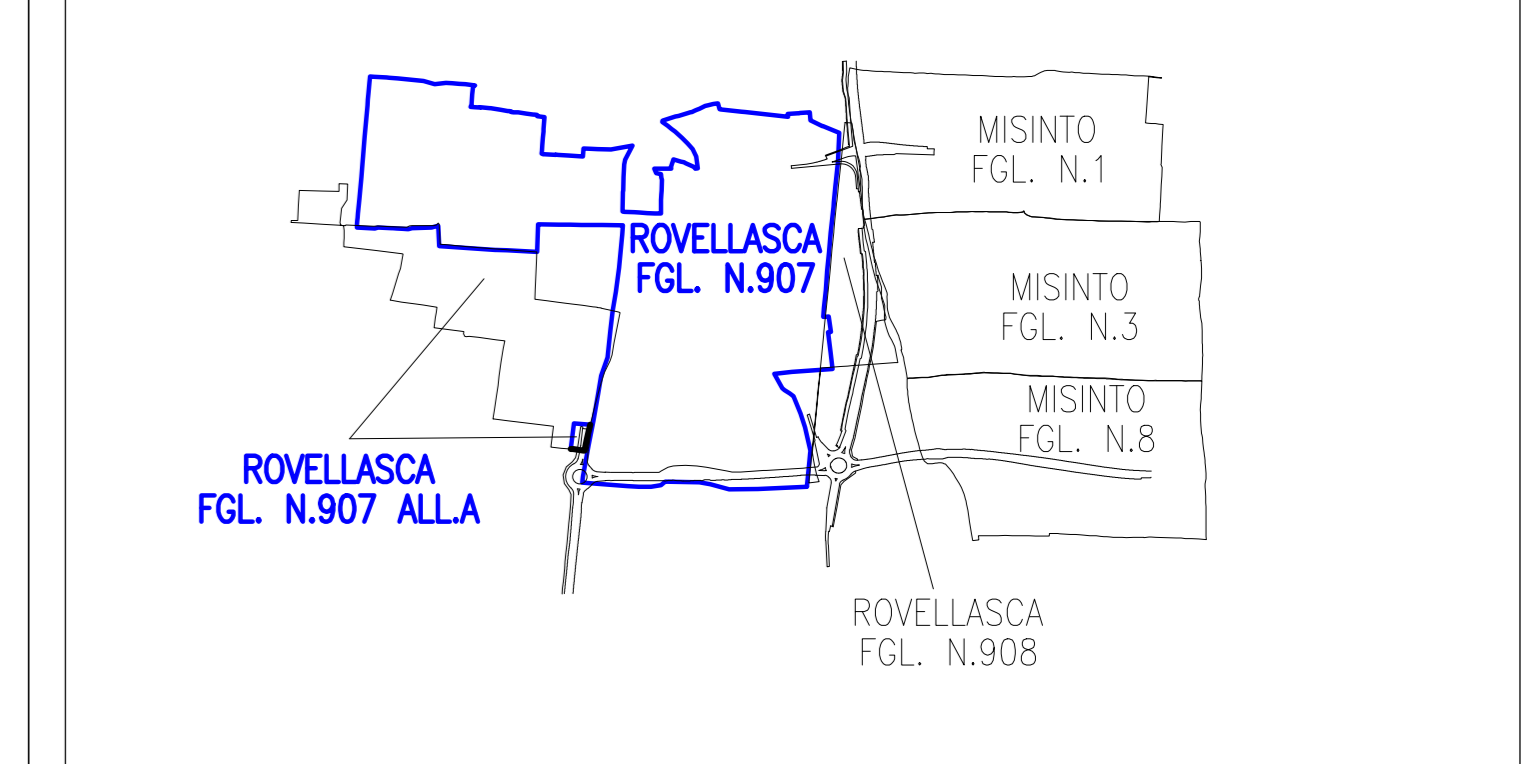 MISINTO
FGL. N.1
ROVELLASCA
FGL. N.907
MISINTO
FGL. N.3
MISINTO
FGL. N.8
ROVELLASCA
FGL. N.907 ALL.A
ROVELLASCA
FGL. N.908